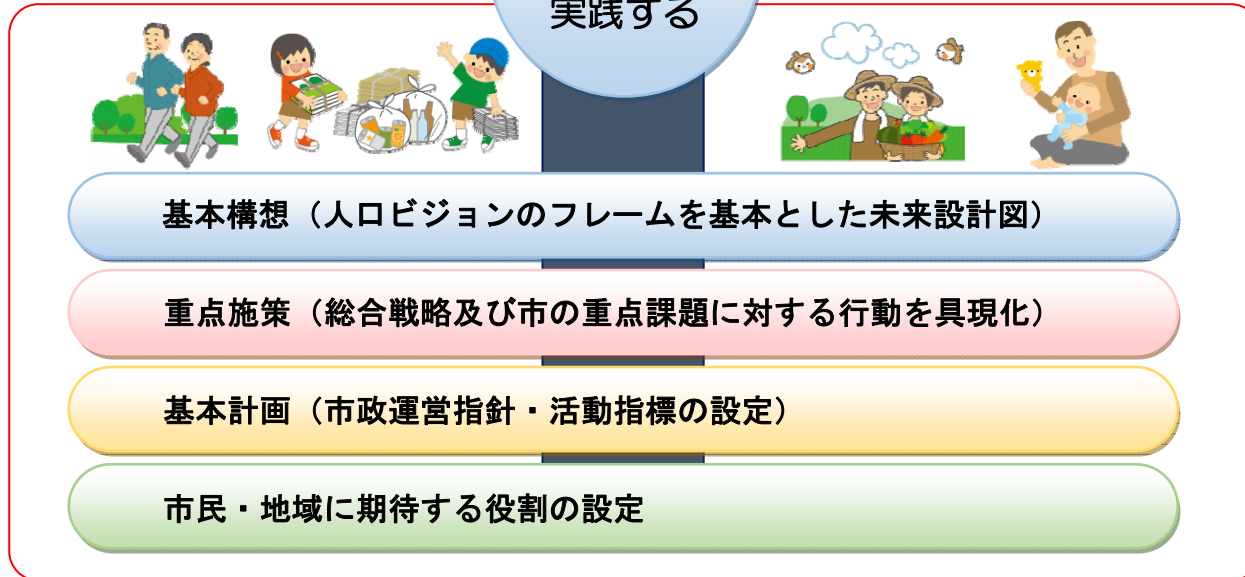 実践する
基本構想（人口ビジョンのフレームを基本とした未来設計図）
重点施策（総合戦略及び市の重点課題に対する行動を具現化）
基本計画（市政運営指針・活動指標の設定）
市民・地域に期待する役割の設定